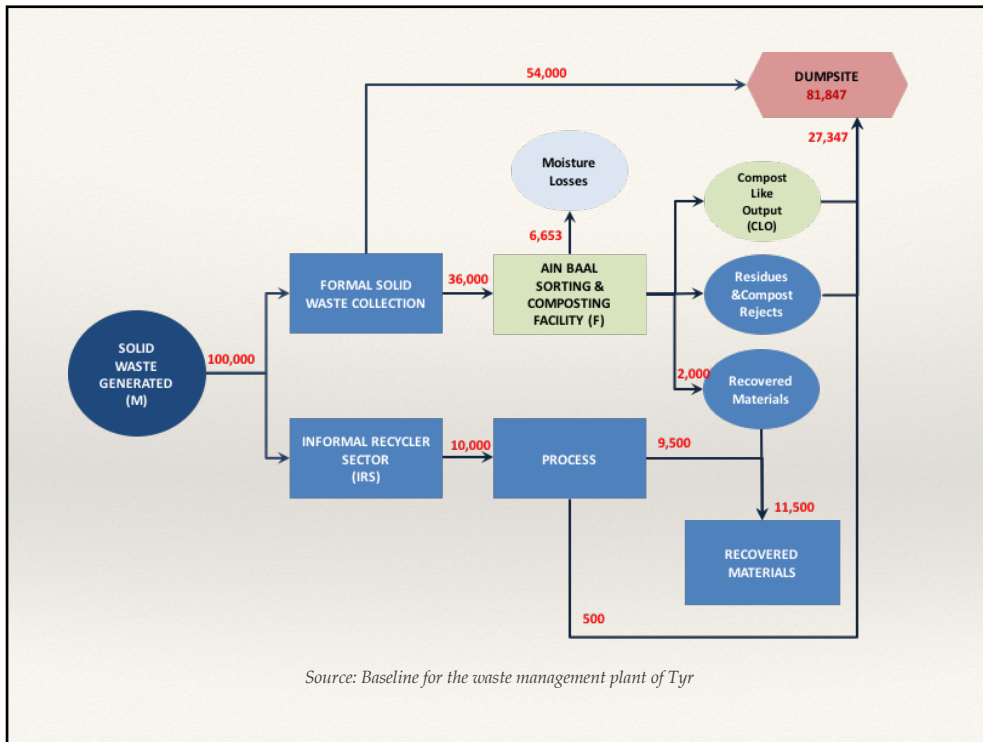 54,000
DUMPSITE
81,847
27,347
Moisture
Losses
Compost
Like
Output
(CLO)
6,653
FORMAL SOLID
WASTE COLLECTION
36,000
AIN BAAL
SORTING &
COMPOSTING
FACILITY (F)
Residues
&Compost
Rejects
SOLID
WASTE
GENERATED
(M)
100,000
2,000
Recovered
Materials
INFORMAL RECYCLER
SECTOR
(IRS)
10,000
PROCESS
9,500
11,500
RECOVERED
MATERIALS
500
Source: Baseline for the waste management plant of Tyr